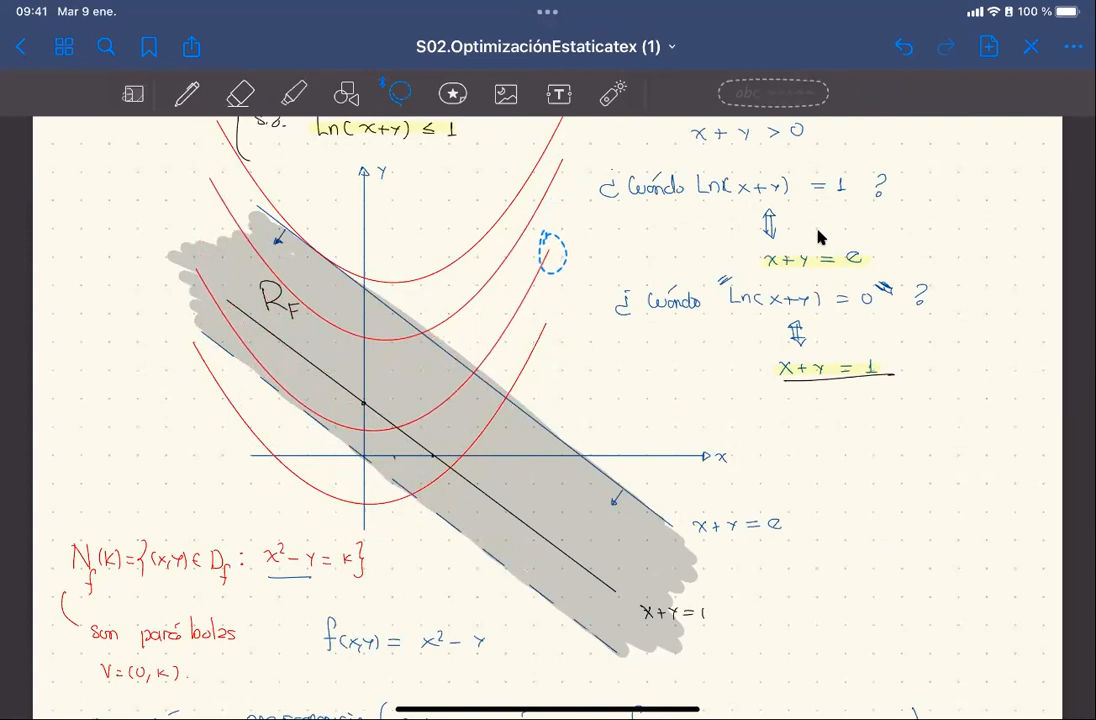 09:41 Mar 9 ene.
100 %
S02.OptimizaciónEstaticatex (1)
s.a. Ln(x+y) ≤ 1
x + y > 0
¿ Cuándo Ln(x+y) = 1 ?
x+y = e
¿ Cuándo "Ln(x+y) = 0" ?
x+y = 1
Y
R_F
X
x+y = e
x+y=1
N_f(K)={(x,y)∈ D_f : x²-y = K}
son parábolas
V=(0,K).
f(x,y) = x² - y